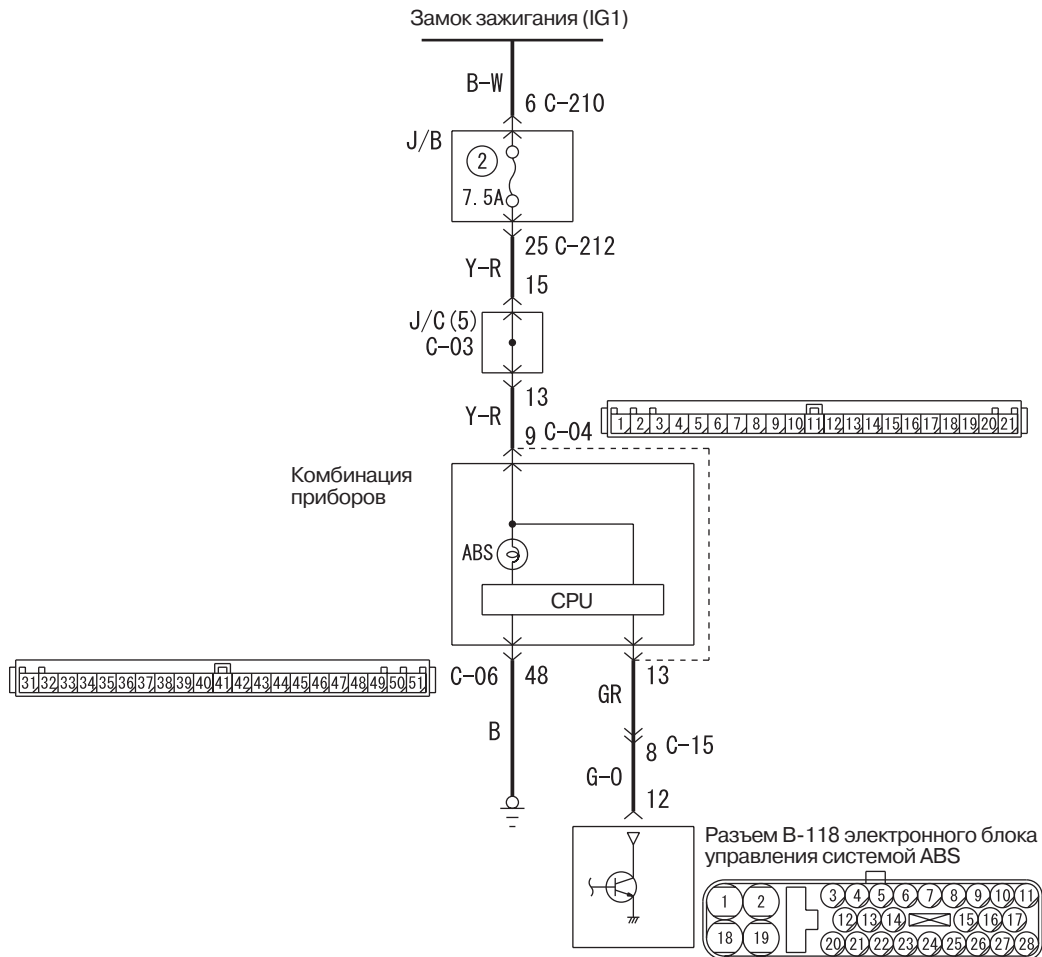 Замок зажигания (IG1)
B-W
6 C-210
J/B
2
7.5A
25 C-212
Y-R
15
J/C(5)
C-03
13
Y-R
9 C-04
1 2 3 4 5 6 7 8 9 10 11 12 13 14 15 16 17 18 19 20 21
Комбинация
приборов
ABS
CPU
31 32 33 34 35 36 37 38 39 40 41 42 43 44 45 46 47 48 49 50 51
C-06 48
13
GR
B
8 C-15
G-O
12
Разъем B-118 электронного блока
управления системой ABS
1 2 3 4 5 6 7 8 9 10 11
12 13 14 15 16 17
18 19 20 21 22 23 24 25 26 27 28